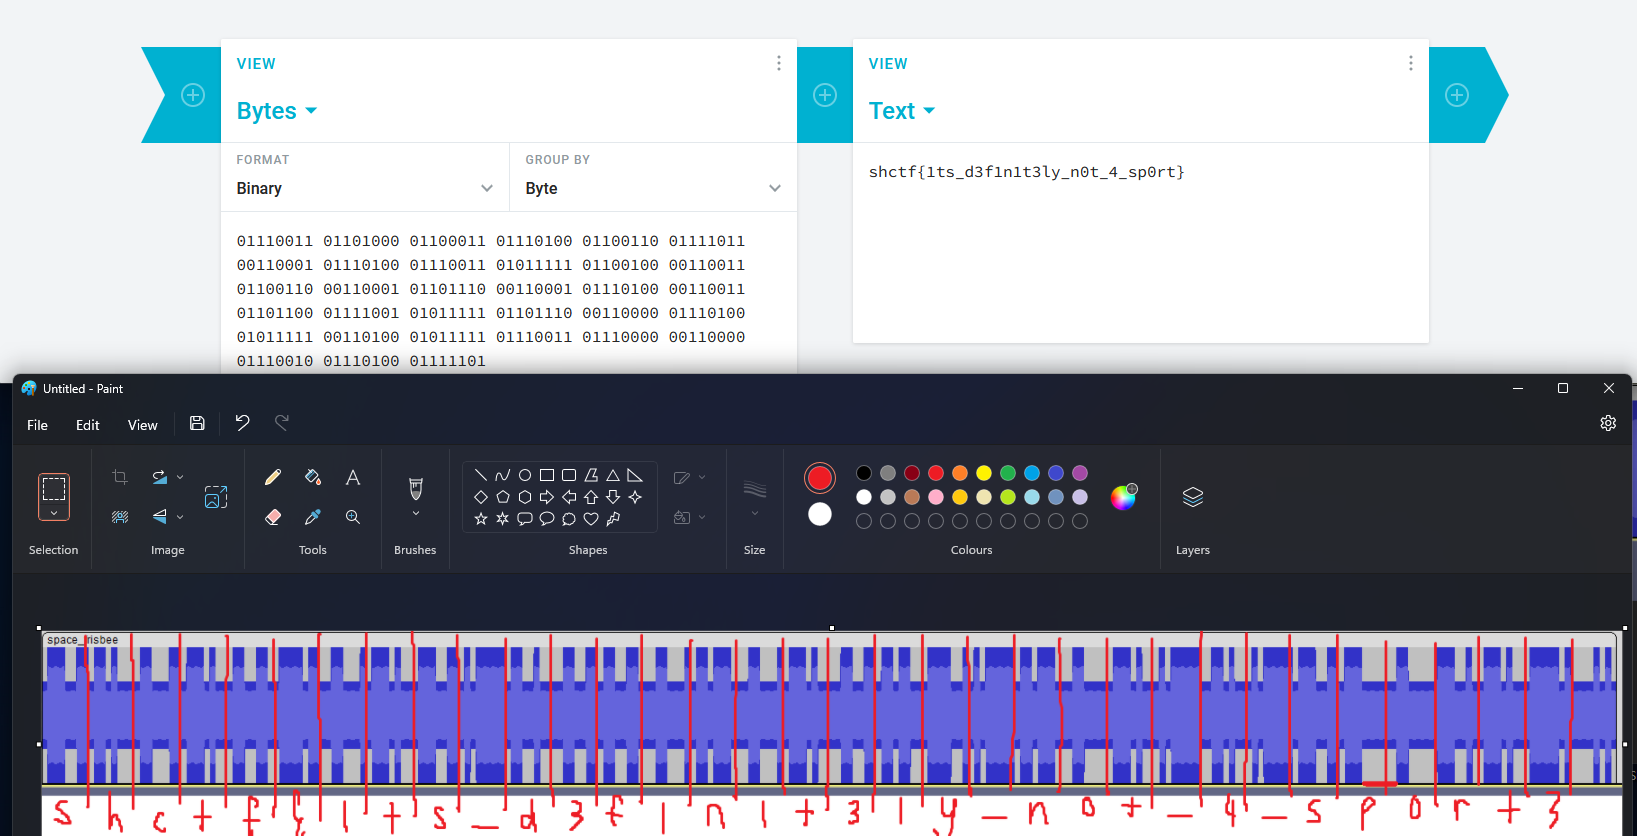 VIEW
VIEW
Bytes
Text
FORMAT
GROUP BY
Binary
Byte
shctf{1ts_d3f1n1t3ly_n0t_4_sp0rt}
01110011 01101000 01100011 01110100 01100110 01111011
00110001 01110100 01110011 01011111 01100100 00110011
01100110 00110001 01101110 00110001 01110100 00110011
01101100 01111001 01011111 01101110 00110000 01110100
01011111 00110100 01011111 01110011 01110000 00110000
01110010 01110100 01111101
Untitled - Paint
File Edit View
Selection Image Tools Brushes Shapes Size Colours Layers
space_frisbee
s h c t f { 1 t s _ d 3 f 1 n 1 t 3 l y _ n 0 t _ 4 _ s p 0 r t }